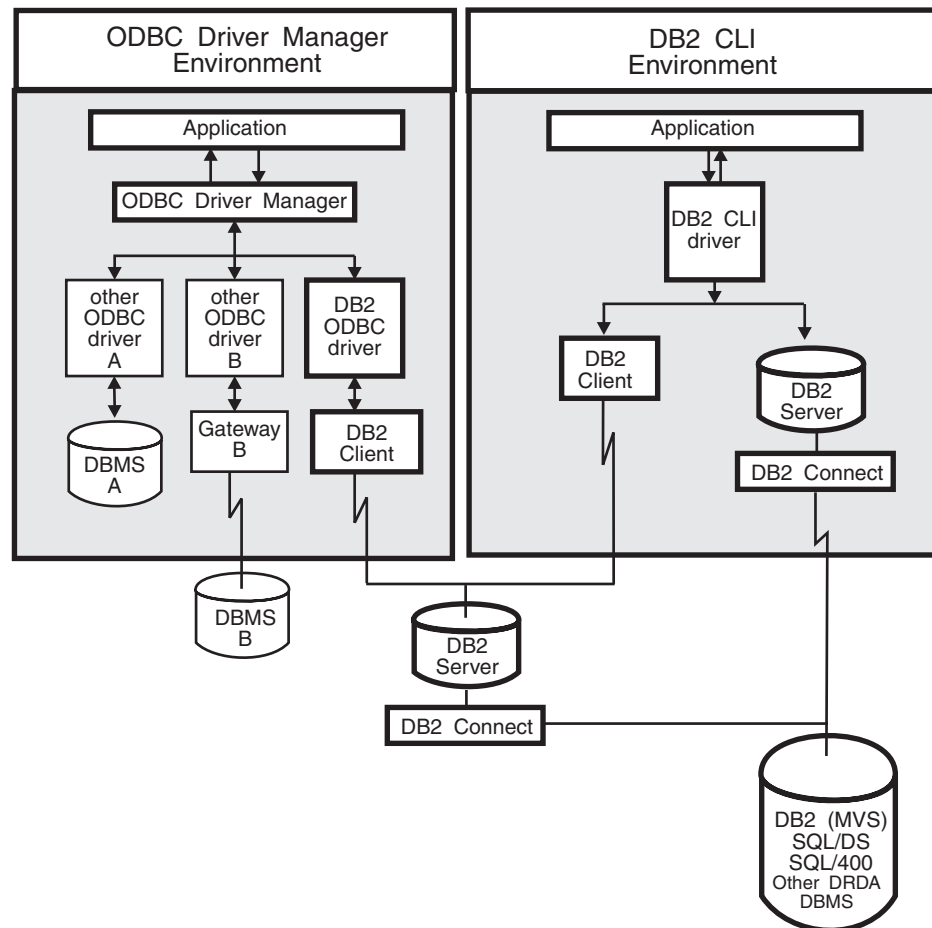 ODBC Driver Manager
Environment
Application
ODBC Driver Manager
other
ODBC
driver
A
other
ODBC
driver
B
DB2
ODBC
driver
DBMS
A
Gateway
B
DB2
Client
DBMS
B
DB2 CLI
Environment
Application
DB2 CLI
driver
DB2
Client
DB2
Server
DB2 Connect
DB2
Server
DB2 Connect
DB2 (MVS)
SQL/DS
SQL/400
Other DRDA
DBMS